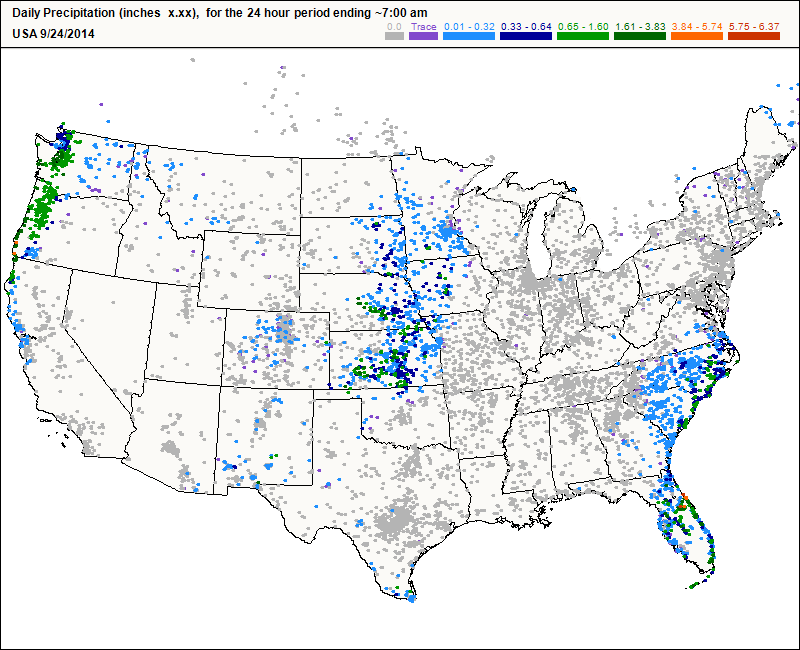 Daily Precipitation (inches x.xx), for the 24 hour period ending ~7:00 am
USA 9/24/2014
0.0 Trace 0.01 - 0.32 0.33 - 0.64 0.65 - 1.60 1.61 - 3.83 3.84 - 5.74 5.75 - 6.37